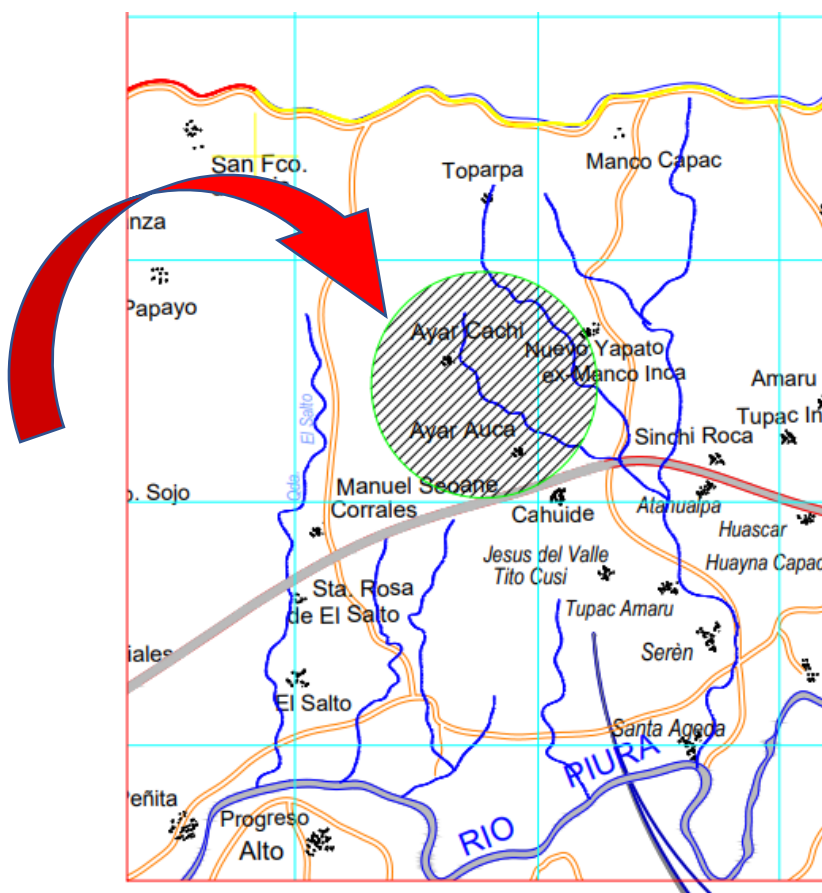 San Fco.
Toparpa
Manco Capac
nza
Papayo
Ayar Cachi
Nuevo Yapato
ex-Manco Inca
Amaru
Tupac In
Ayar Auca
Sinchi Roca
Qda El Salto
o. Sojo
Manuel Seoane
Corrales
Cahuide
Atahualpa
Huascar
Jesus del Valle
Tito Cusi
Huayna Capac
Sta. Rosa
de El Salto
Tupac Amaru
iales
Serèn
El Salto
Santa Ageda
PIURA
eñita
Progreso
Alto
RIO